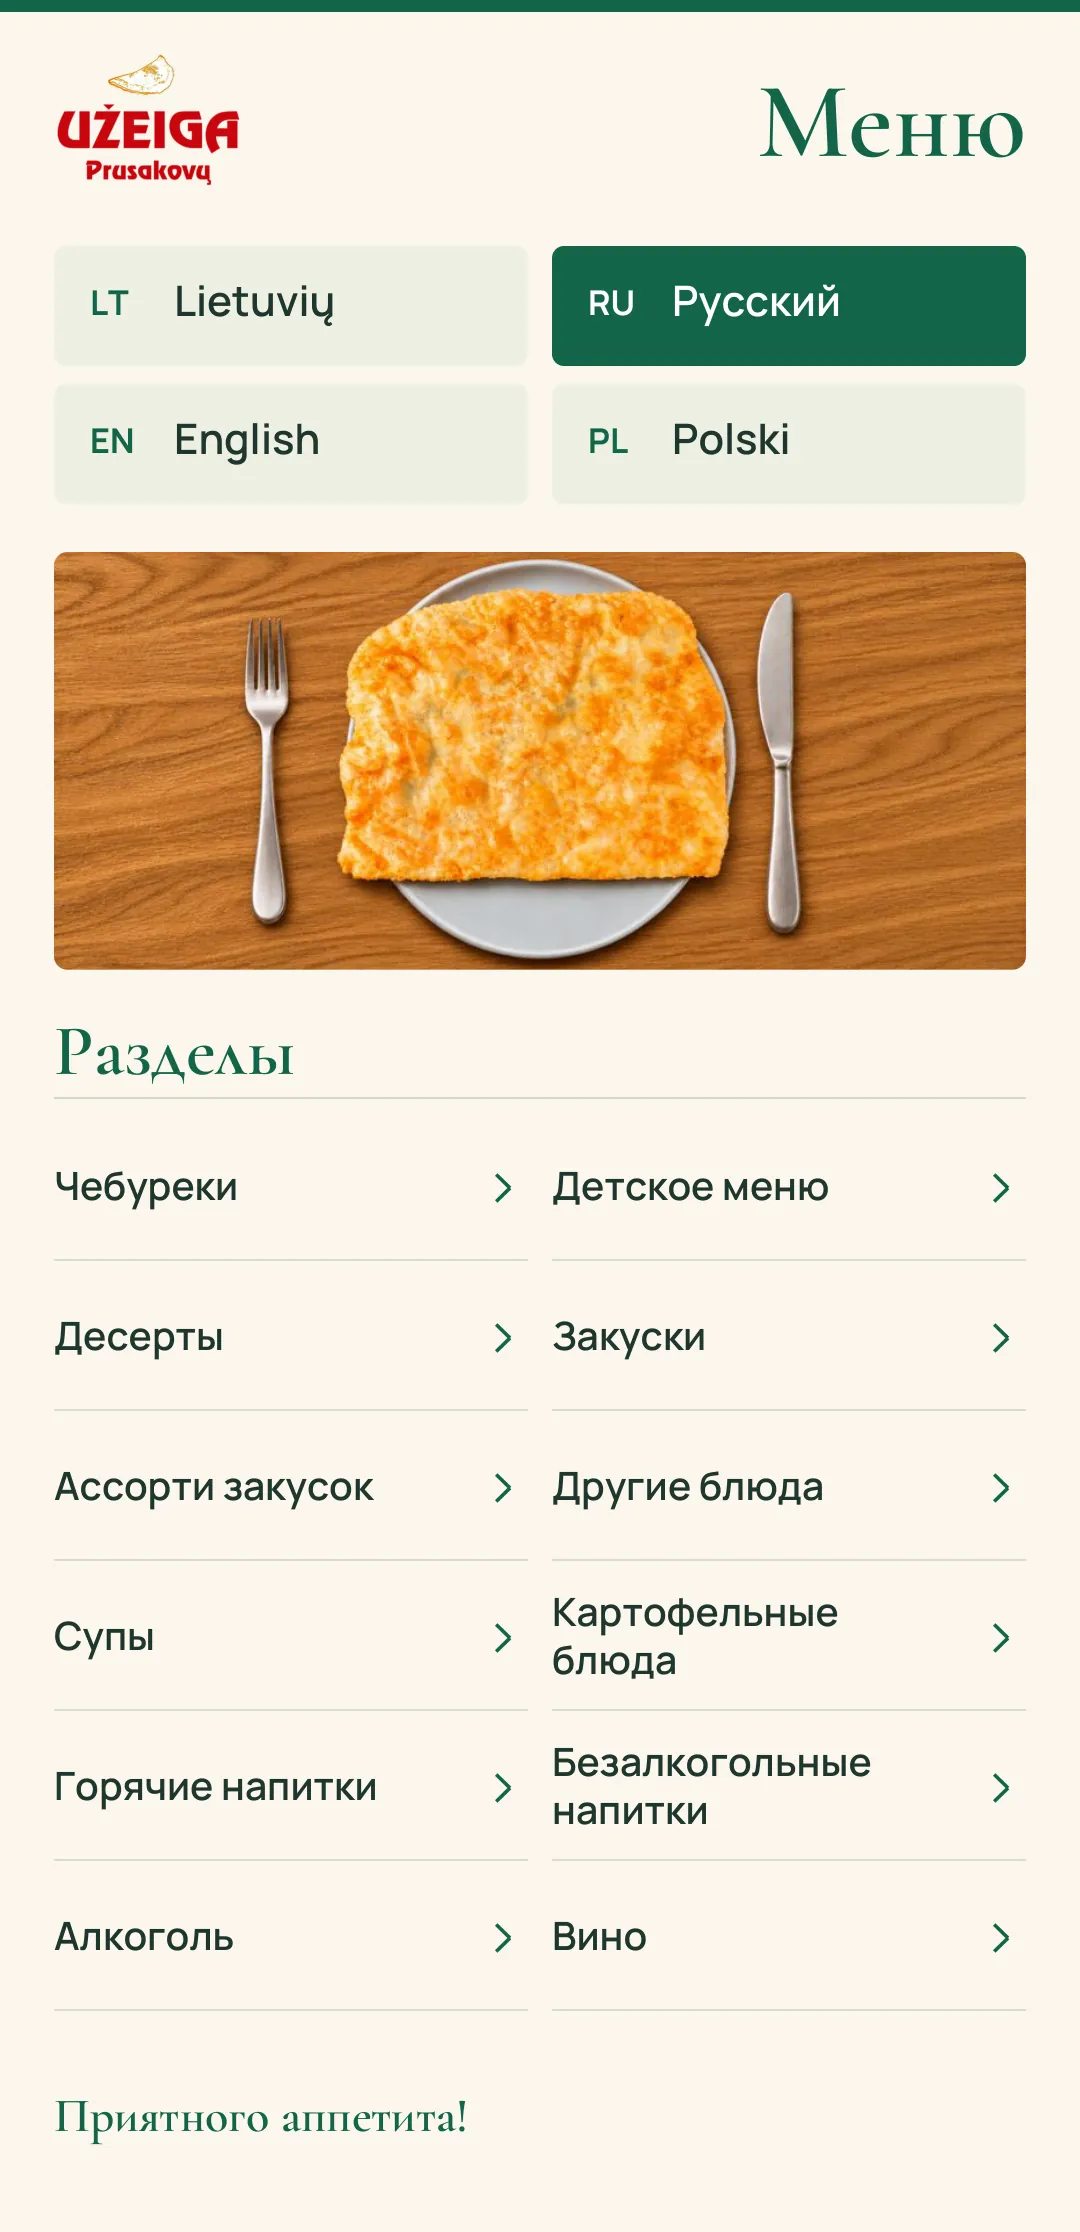 UŽEIGA
Prusakovų
Меню
LT Lietuvių
RU Русский
EN English
PL Polski
Разделы
Чебуреки
Детское меню
Десерты
Закуски
Ассорти закусок
Другие блюда
Супы
Картофельные
блюда
Горячие напитки
Безалкогольные
напитки
Алкоголь
Вино
Приятного аппетита!